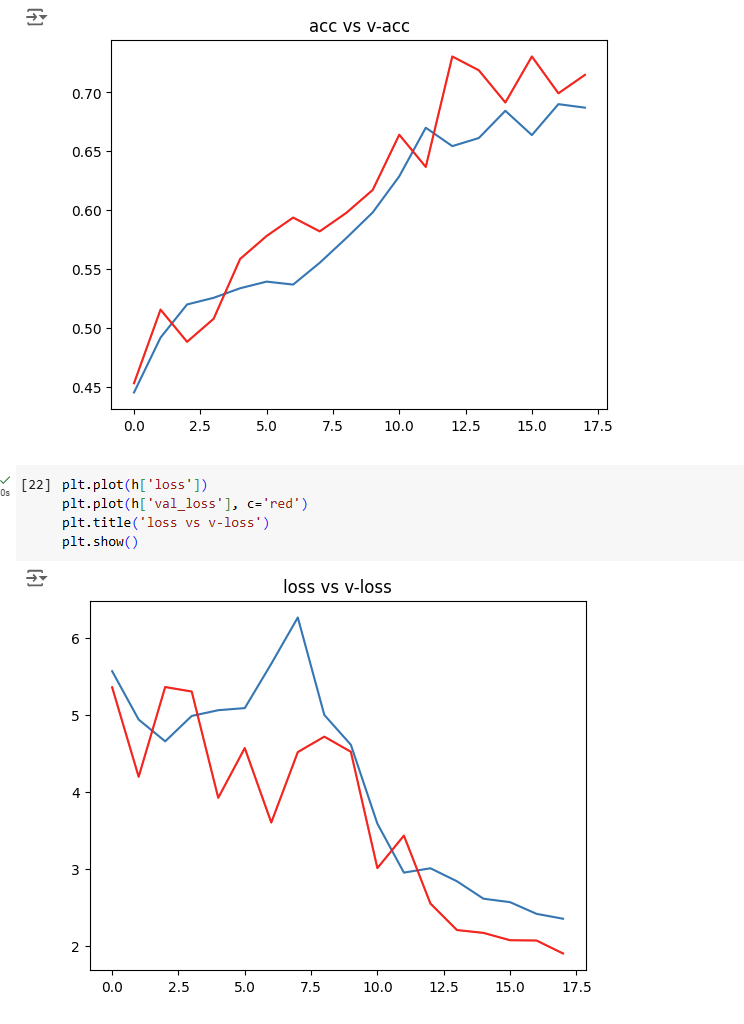 acc vs v-acc
0.70
0.65
0.60
0.55
0.50
0.45
0.0 2.5 5.0 7.5 10.0 12.5 15.0 17.5
[22] plt.plot(h['loss'])
0s plt.plot(h['val_loss'], c='red')
plt.title('loss vs v-loss')
plt.show()
loss vs v-loss
6
5
4
3
2
0.0 2.5 5.0 7.5 10.0 12.5 15.0 17.5